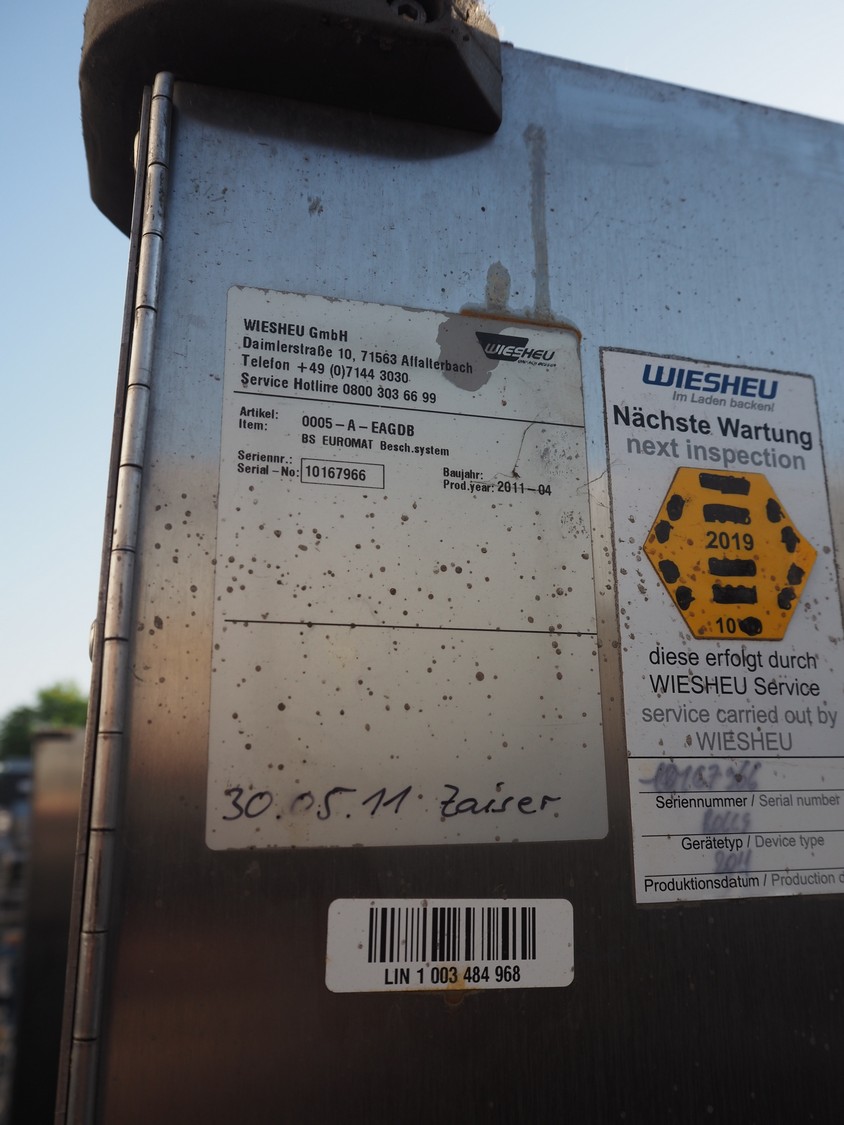 WIESHEU GmbH
Daimlerstraße 10, 71563 Affalterbach
Telefon +49 (0)7144 3030
Service Hotline 0800 303 66 99
WIESHEU
Artikel:
Item: 0005-A-EAGDB
BS EUROMAT Besch.system
Seriennr.:
Serial-No: 10167966
Baujahr:
Prod.year: 2011-04
30.05.11 Zaiser
LIN 1 003 484 968
WIESHEU
Im Laden backen!
Nächste Wartung
next inspection
2019
10
diese erfolgt durch
WIESHEU Service
service carried out by
WIESHEU
10167966
Seriennummer / Serial number
Gerätetyp / Device type
2011
Produktionsdatum / Production